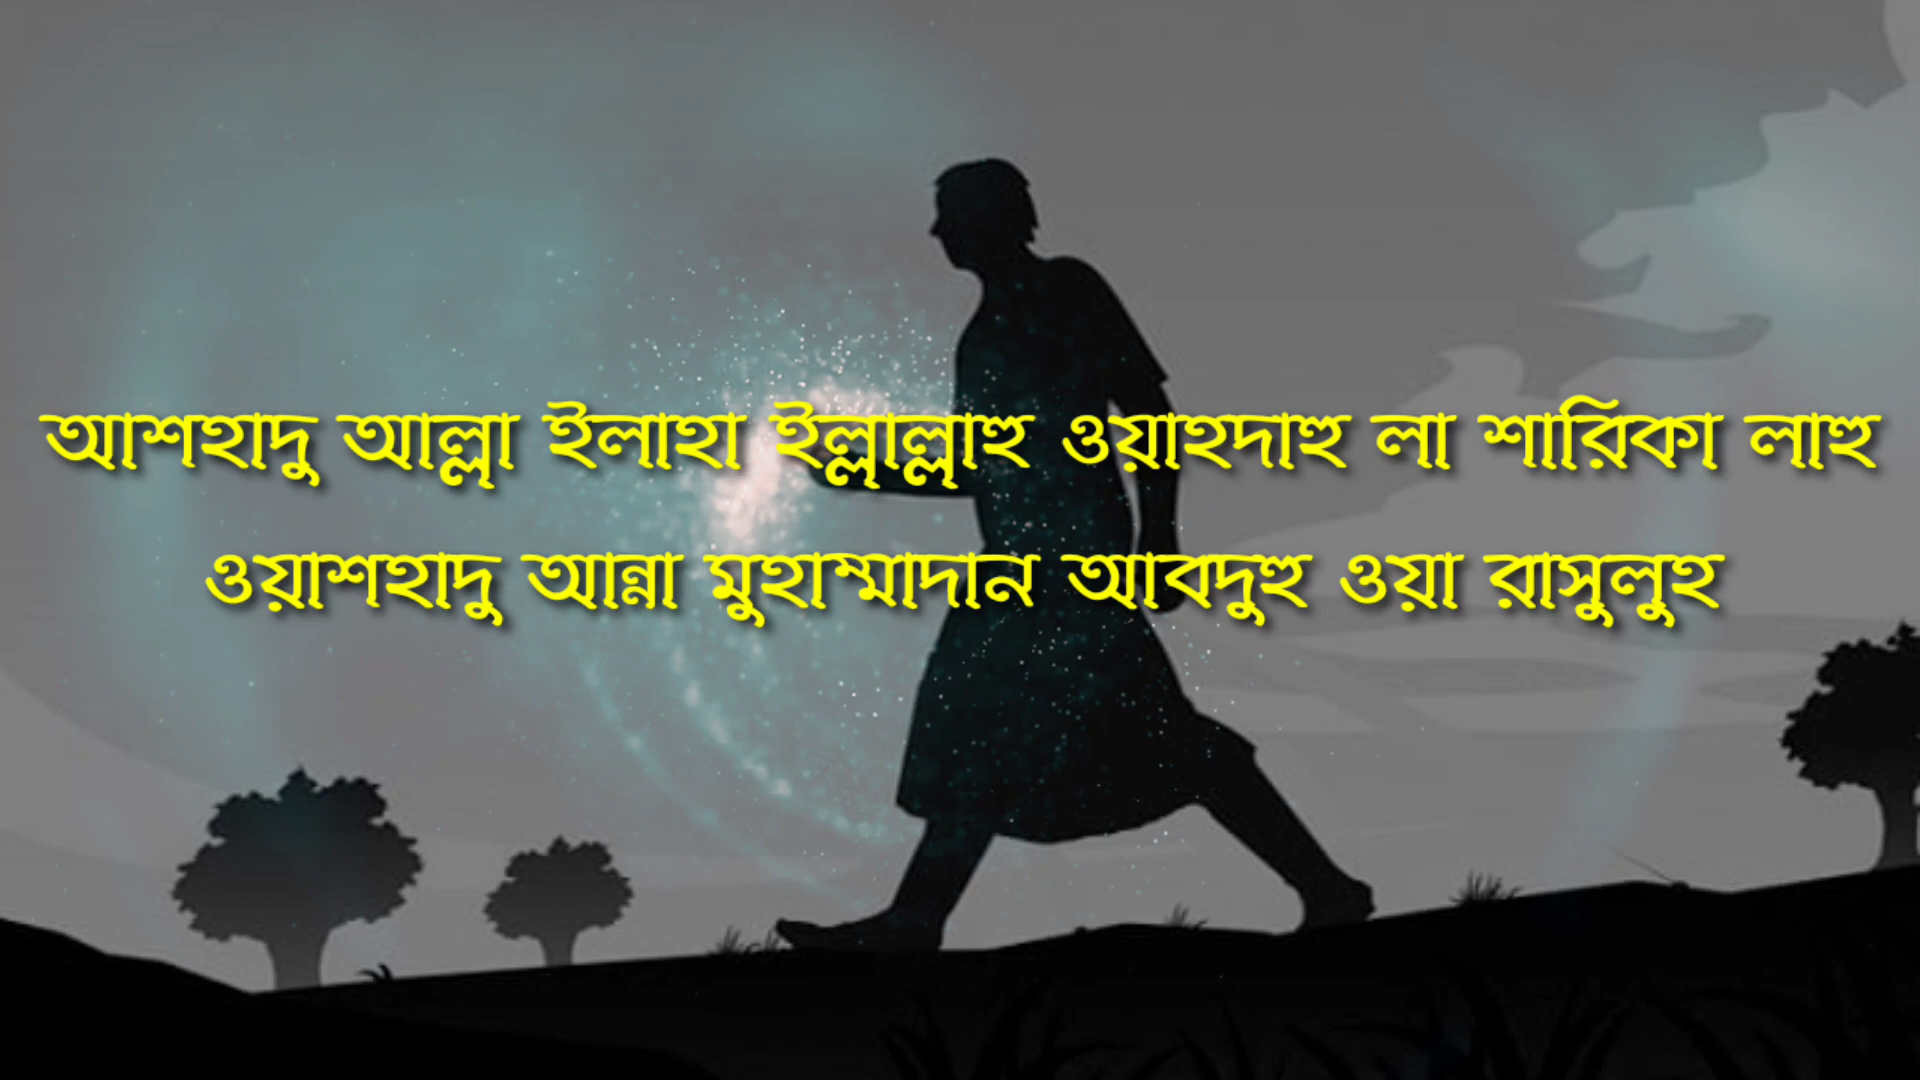 আশহাদু আল্লা ইলাহা ইল্লাল্লাহু ওয়াহদাহু লা শারিকা লাহু
ওয়াশহাদু আন্না মুহাম্মাদান আবদুহু ওয়া রাসুলুহ